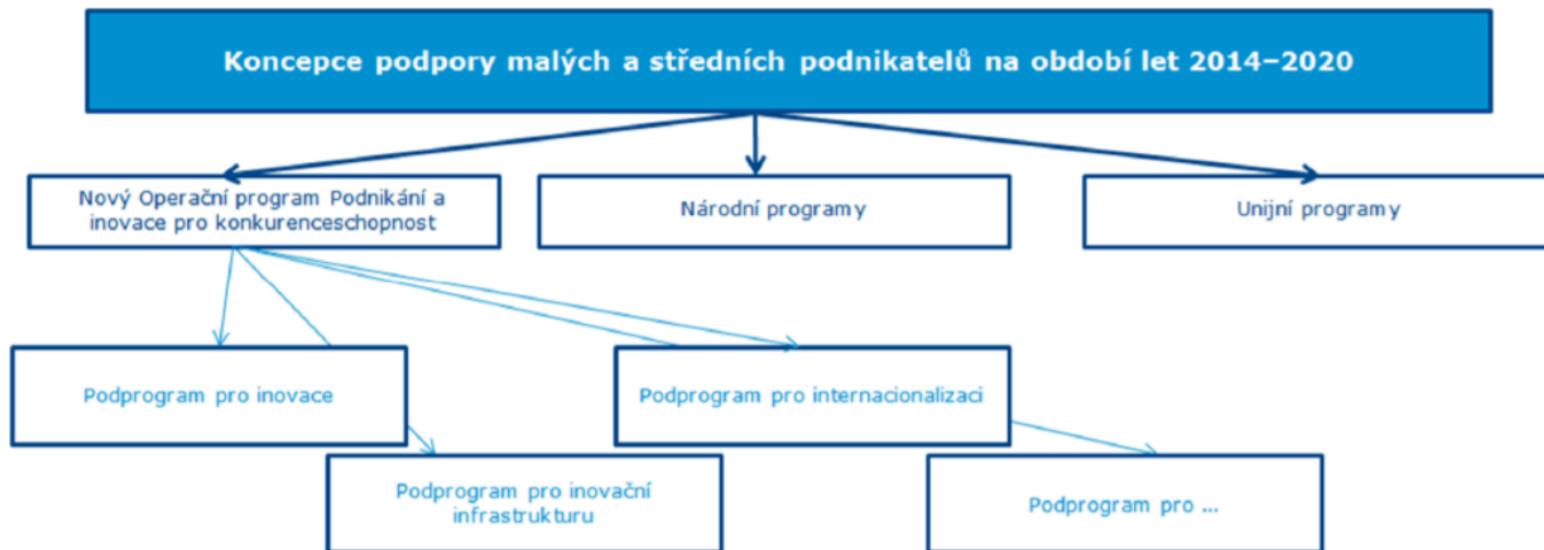 Koncepce podpory malých a středních podnikatelů na období let 2014–2020
Nový Operační program Podnikání a
inovace pro konkurenceschopnost
Národní programy
Unijní programy
Podprogram pro inovace
Podprogram pro internacionalizaci
Podprogram pro inovační
infrastrukturu
Podprogram pro ...